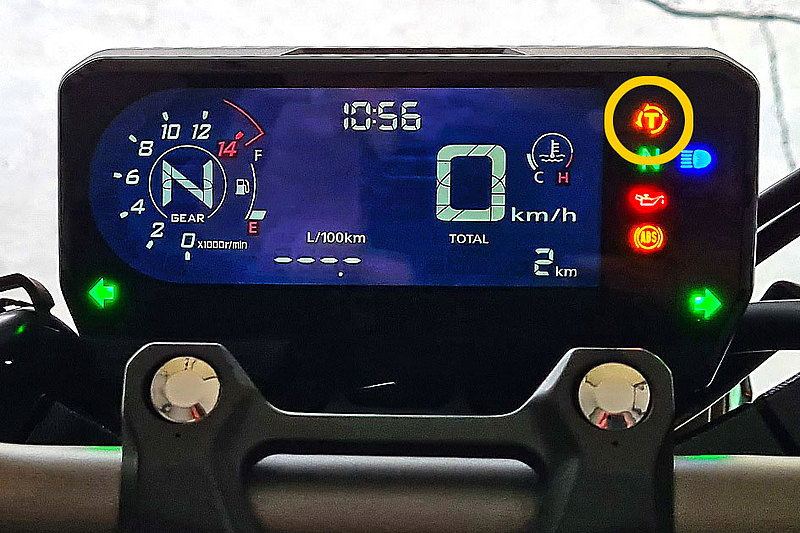 10:56
10 12
8
14
6
4
2
0 X1000r/min
N
GEAR
F
E
L/100km
----.
C H
0 km/h
TOTAL
2 km
T
N
ABS